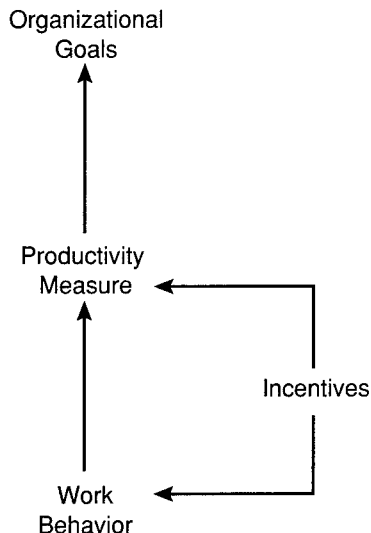 Organizational
Goals
Productivity
Measure
Incentives
Work
Behavior